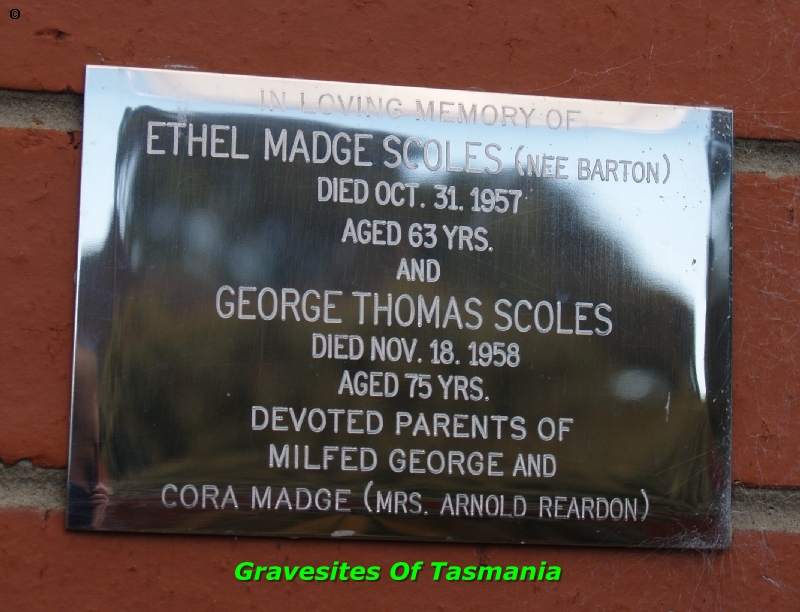 ©
IN LOVING MEMORY OF
ETHEL MADGE SCOLES (NEE BARTON)
DIED OCT. 31. 1957
AGED 63 YRS.
AND
GEORGE THOMAS SCOLES
DIED NOV. 18. 1958
AGED 75 YRS.
DEVOTED PARENTS OF
MILFED GEORGE AND
CORA MADGE (MRS. ARNOLD REARDON)
Gravesites Of Tasmania